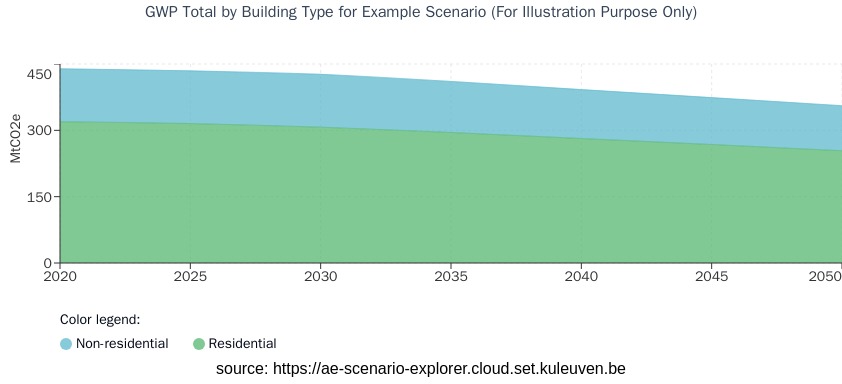 GWP Total by Building Type for Example Scenario (For Illustration Purpose Only)
450
300
150
0
MtCO2e
2020 2025 2030 2035 2040 2045 2050
Color legend:
Non-residential Residential
source: https://ae-scenario-explorer.cloud.set.kuleuven.be